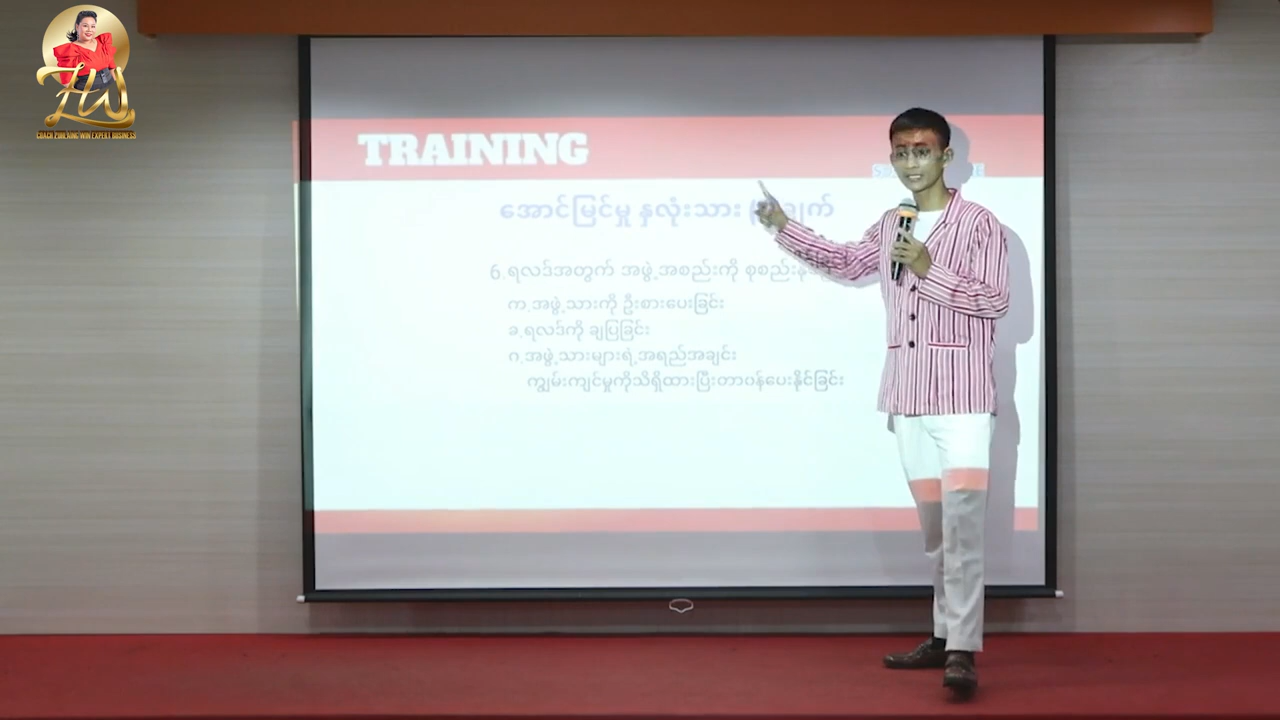 TRAINING
အောင်မြင်မှု နှလုံးသား ချက်
6.ရလဒ်အတွက် အဖွဲ့အစည်းကို
က.အဖွဲ့သားကို ဦးစားပေးခြင်း
ခ.ရလဒ်ကို ချပြခြင်း
ဂ.အဖွဲ့သားများရဲ့အရည်အချင်း
ကျွမ်းကျင်မှုကိုသိရှိထားပြီးတာဝန်ပေးနိုင်ခြင်း